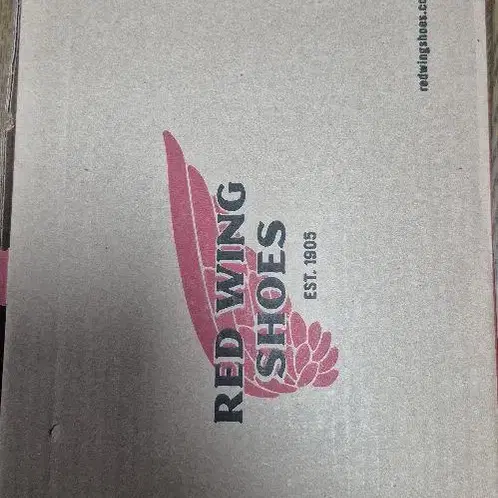 RED WING
SHOES
EST. 1905
redwingshoes.co